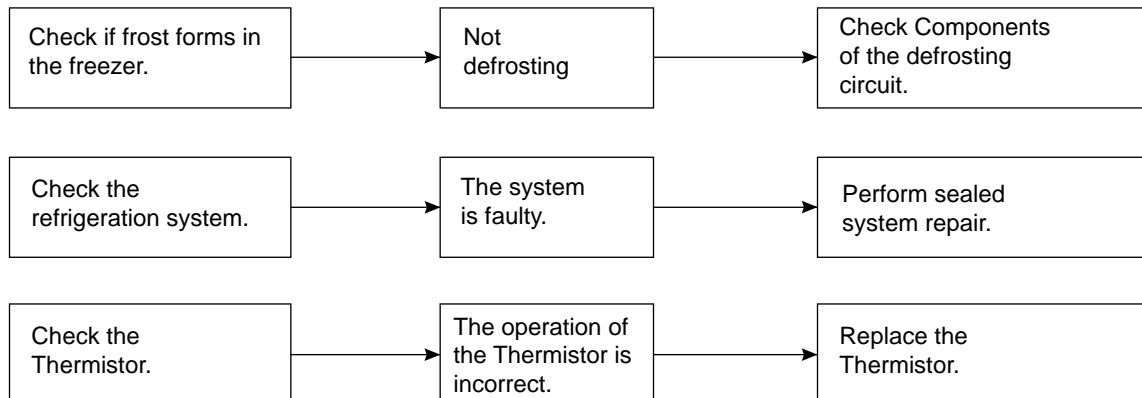 Check if frost forms in
the freezer.
Not
defrosting
Check Components
of the defrosting
circuit.
Check the
refrigeration system.
The system
is faulty.
Perform sealed
system repair.
Check the
Thermistor.
The operation of
the Thermistor is
incorrect.
Replace the
Thermistor.